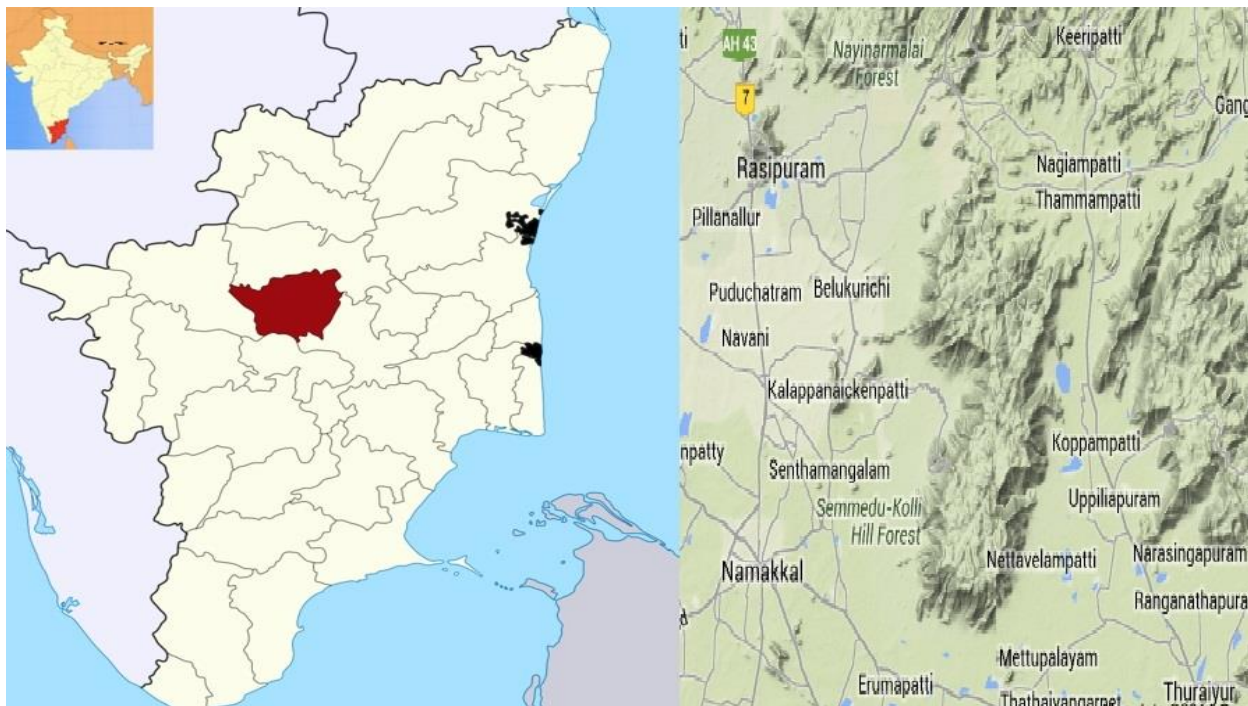 AH 43
7
Nayinarmalai
Forest
Keeripatti
Gang
Rasipuram
Nagiampatti
Thammampatti
Pillanallur
Puduchatram
Belukurichi
Navani
Kalappanaickenpatti
npatty
Senthamangalam
Koppampatti
Semmedu-Kolli
Hill Forest
Uppiliapuram
Namakkal
Nettavelampatti
Narasingapuram
Ranganathapura
Mettupalayam
Erumapatti
Thuraiyur